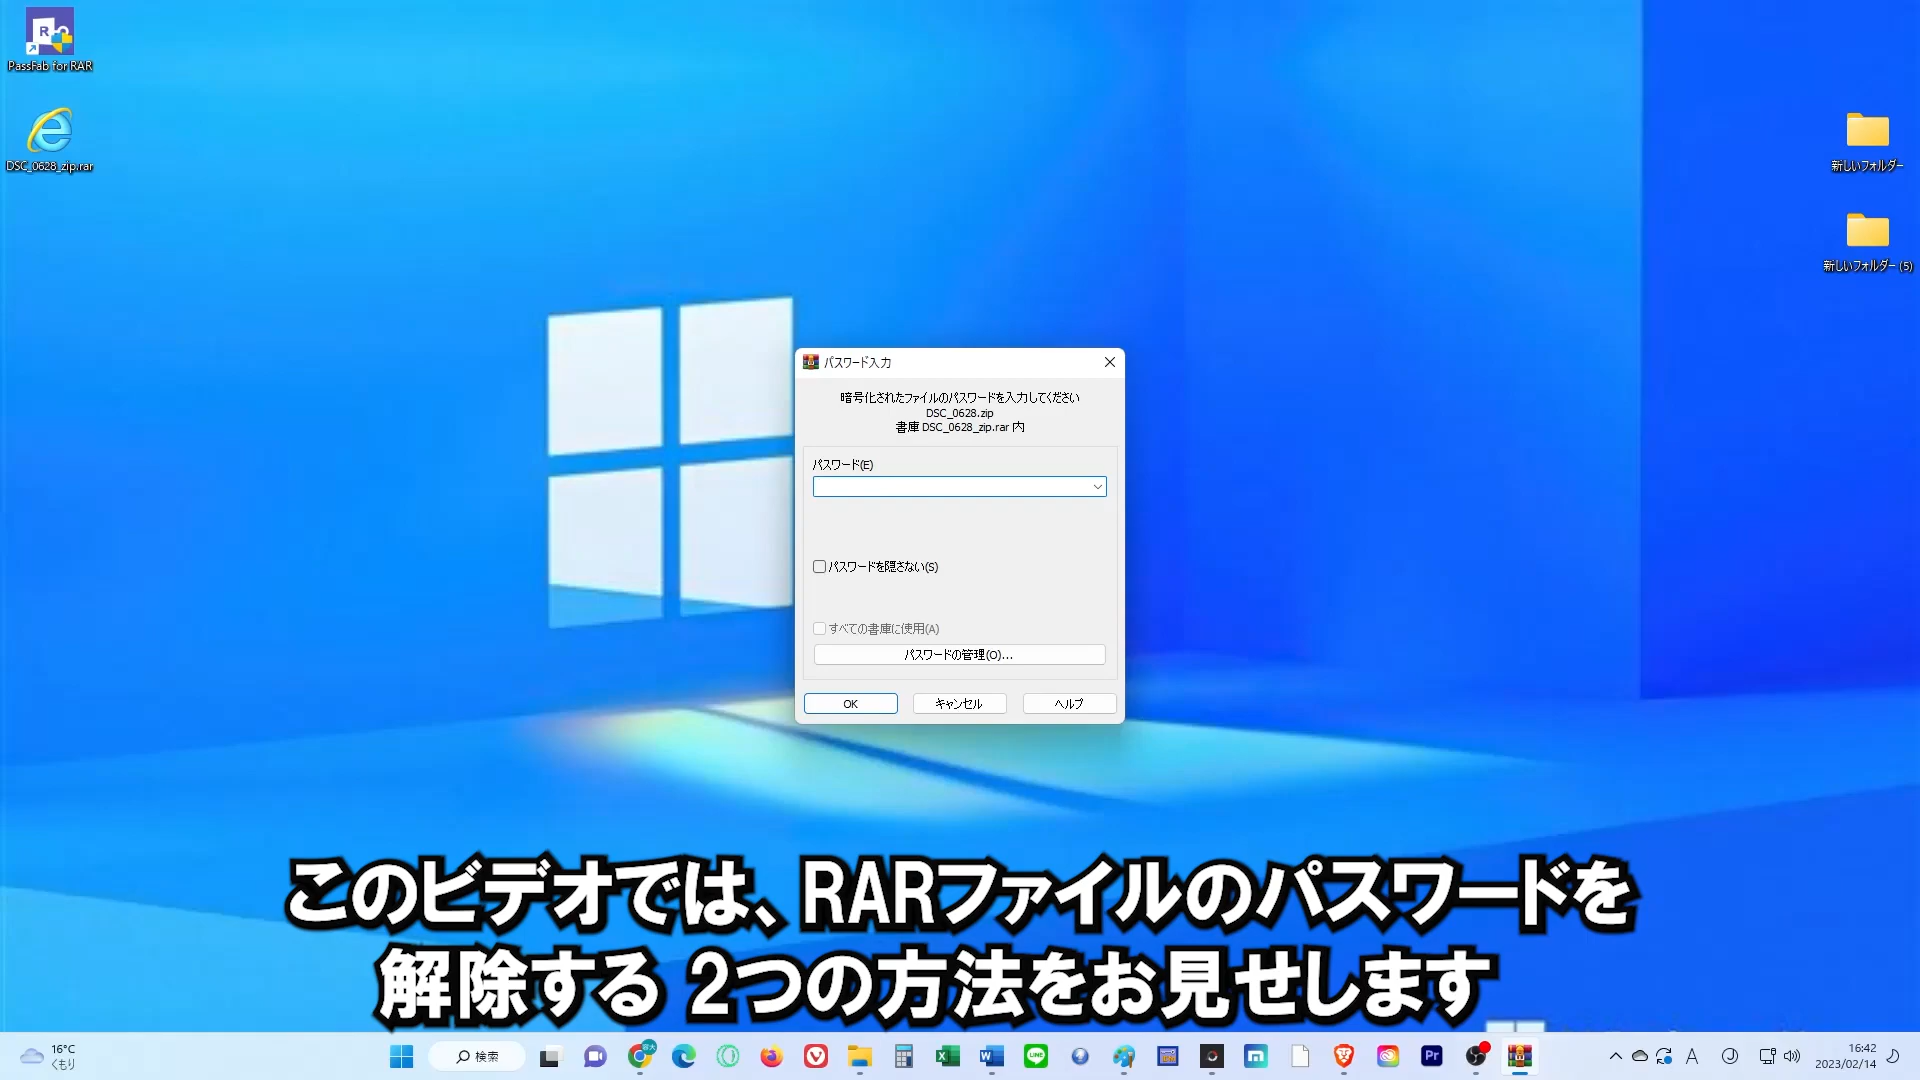 PassFab for RAR
DSC_0628_zip.rar
新しいフォルダー
新しいフォルダー (5)
パスワード入力
暗号化されたファイルのパスワードを入力してください
DSC_0628.zip
書庫 DSC_0628_zip.rar 内
パスワード(E)
パスワードを隠さない(S)
すべての書庫に使用(A)
パスワードの管理(O)...
OK
キャンセル
ヘルプ
このビデオでは、RARファイルのパスワードを
解除する 2つの方法をお見せします
16°C
くもり
検索
LINE
Pr
A
16:42
2023/02/14